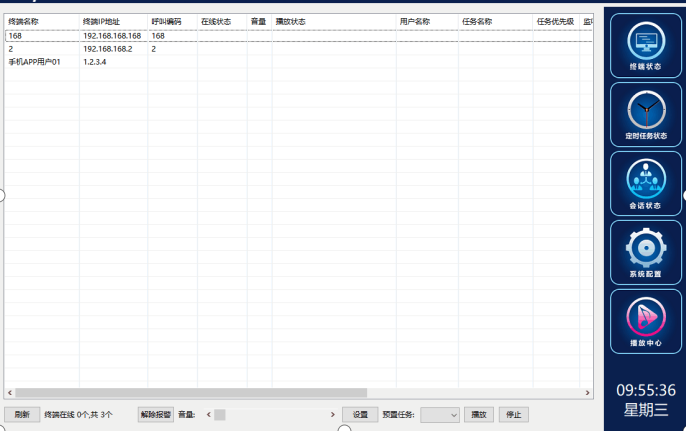 终端名称 终端IP地址 呼叫编码 在线状态 音量 播放状态 用户名称 任务名称 任务优先级
168 192.168.168.168 168
2 192.168.168.2 2
手机APP用户01 1.2.3.4
终端状态
定时任务状态
会话状态
系统配置
播放中心
09:55:36
星期三
刷新 终端在线 0个,共 3个 解除报警 音量: 设置 预置任务: 播放 停止